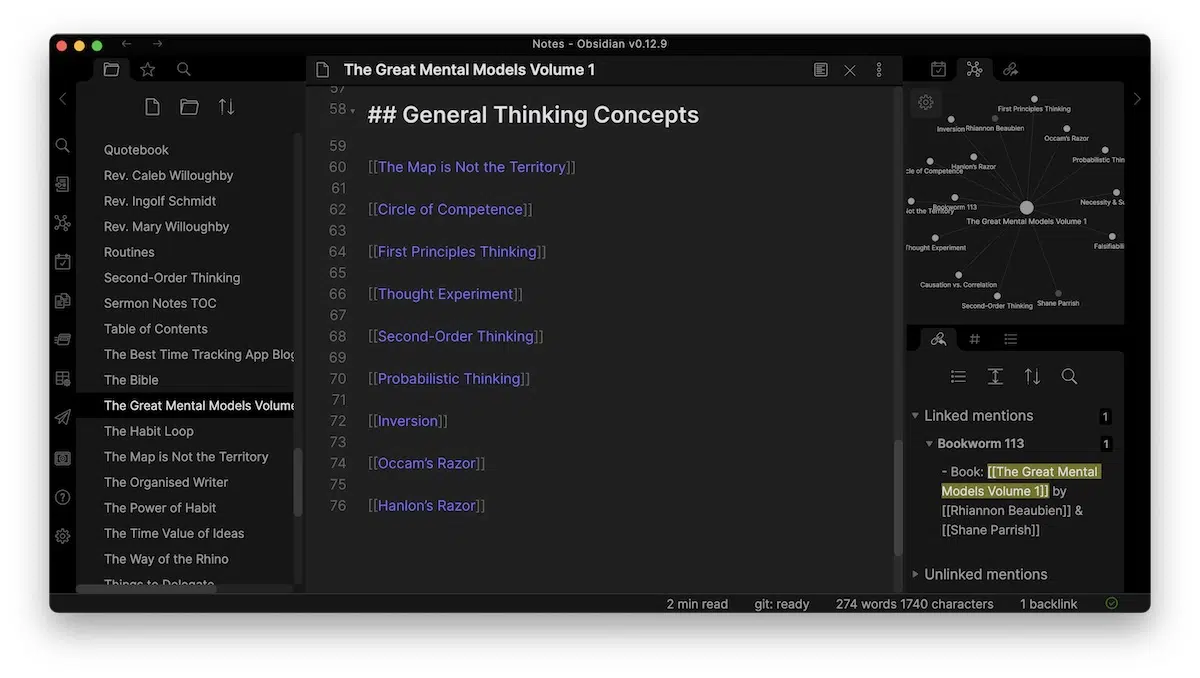 Notes - Obsidian v0.12.9
Quotebook
Rev. Caleb Willoughby
Rev. Ingolf Schmidt
Rev. Mary Willoughby
Routines
Second-Order Thinking
Sermon Notes TOC
Table of Contents
The Best Time Tracking App Blog
The Bible
The Great Mental Models Volume
The Habit Loop
The Map is Not the Territory
The Organised Writer
The Power of Habit
The Time Value of Ideas
The Way of the Rhino
Things to Delegate
The Great Mental Models Volume 1
57
58 ## General Thinking Concepts
59
60 [[The Map is Not the Territory]]
61
62 [[Circle of Competence]]
63
64 [[First Principles Thinking]]
65
66 [[Thought Experiment]]
67
68 [[Second-Order Thinking]]
69
70 [[Probabilistic Thinking]]
71
72 [[Inversion]]
73
74 [[Occam’s Razor]]
75
76 [[Hanlon’s Razor]]
First Principles Thinking
Inversion
Rhiannon Beaubien
Occam's Razor
Probabilistic Thin
Hanlon's Razor
cle of Competence
Necessity & Su
Bookworm 113
Not the Territory
The Great Mental Models Volume 1
Thought Experiment
Falsifiabili
Causation vs. Correlation
Second-Order Thinking
Shane Parrish
Linked mentions 1
Bookworm 113 1
- Book: [[The Great Mental
Models Volume 1]] by
[[Rhiannon Beaubien]] &
[[Shane Parrish]]
Unlinked mentions
2 min read git: ready 274 words 1740 characters 1 backlink